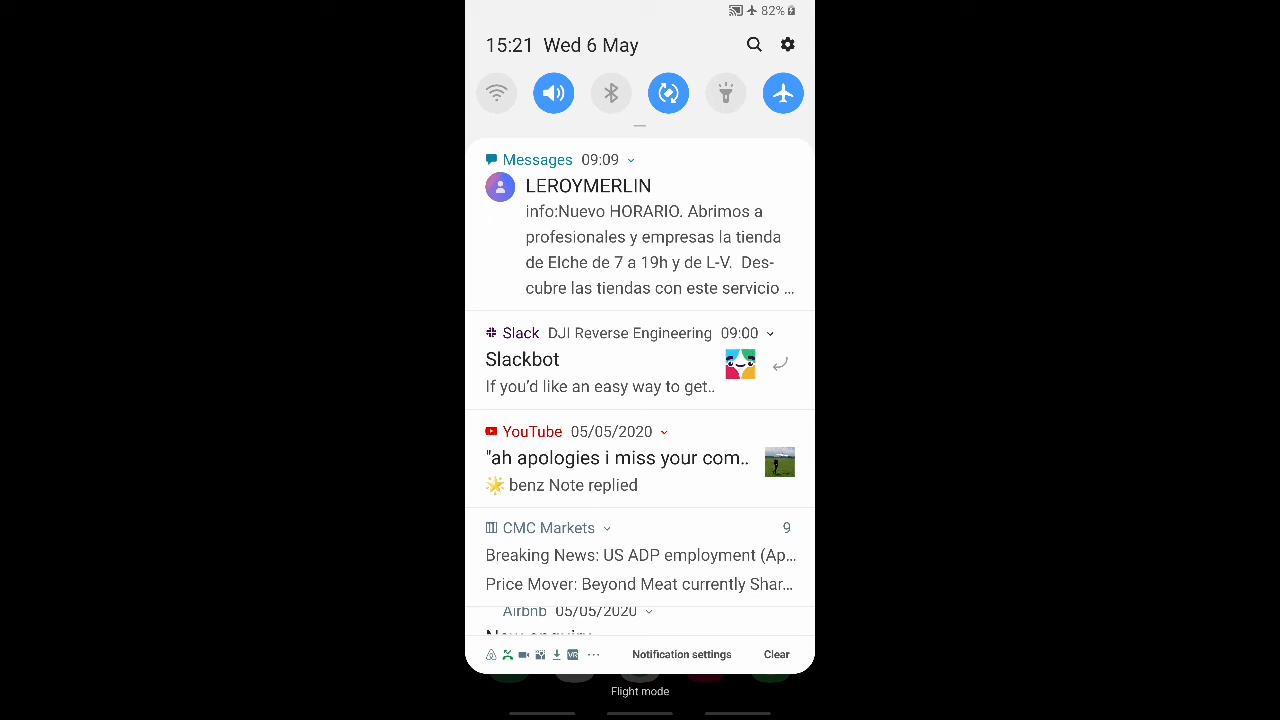 82%
15:21 Wed 6 May
Messages 09:09
LEROYMERLIN
info:Nuevo HORARIO. Abrimos a
profesionales y empresas la tienda
de Elche de 7 a 19h y de L-V. Des-
cubre las tiendas con este servicio ...
Slack DJI Reverse Engineering 09:00
Slackbot
If you’d like an easy way to get..
YouTube 05/05/2020
"ah apologies i miss your com..
benz Note replied
CMC Markets 9
Breaking News: US ADP employment (Ap...
Price Mover: Beyond Meat currently Shar...
Airbnb 05/05/2020
New enquiry
VR
Notification settings Clear
Flight mode